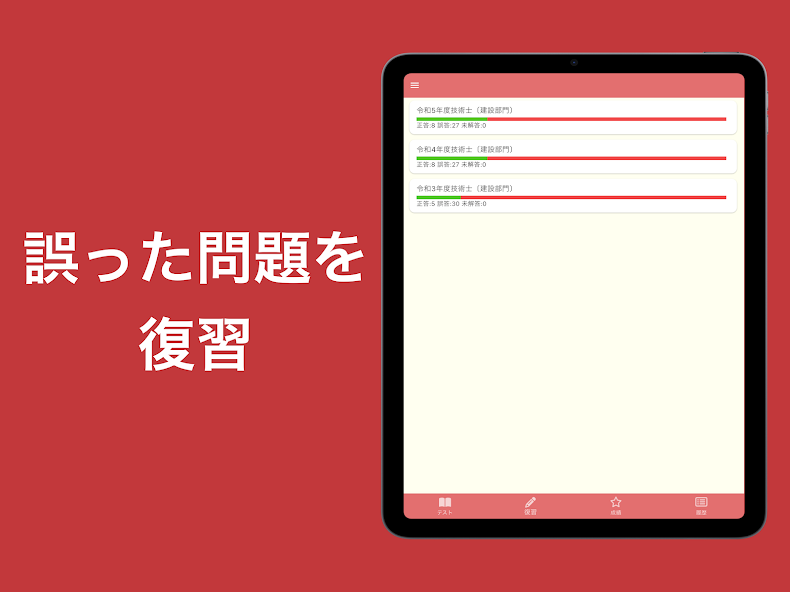 誤った問題を
復習
令和5年度技術士（建設部門）
正答:8 誤答:27 未解答:0
令和4年度技術士（建設部門）
正答:8 誤答:27 未解答:0
令和3年度技術士（建設部門）
正答:5 誤答:30 未解答:0
テスト
復習
成績